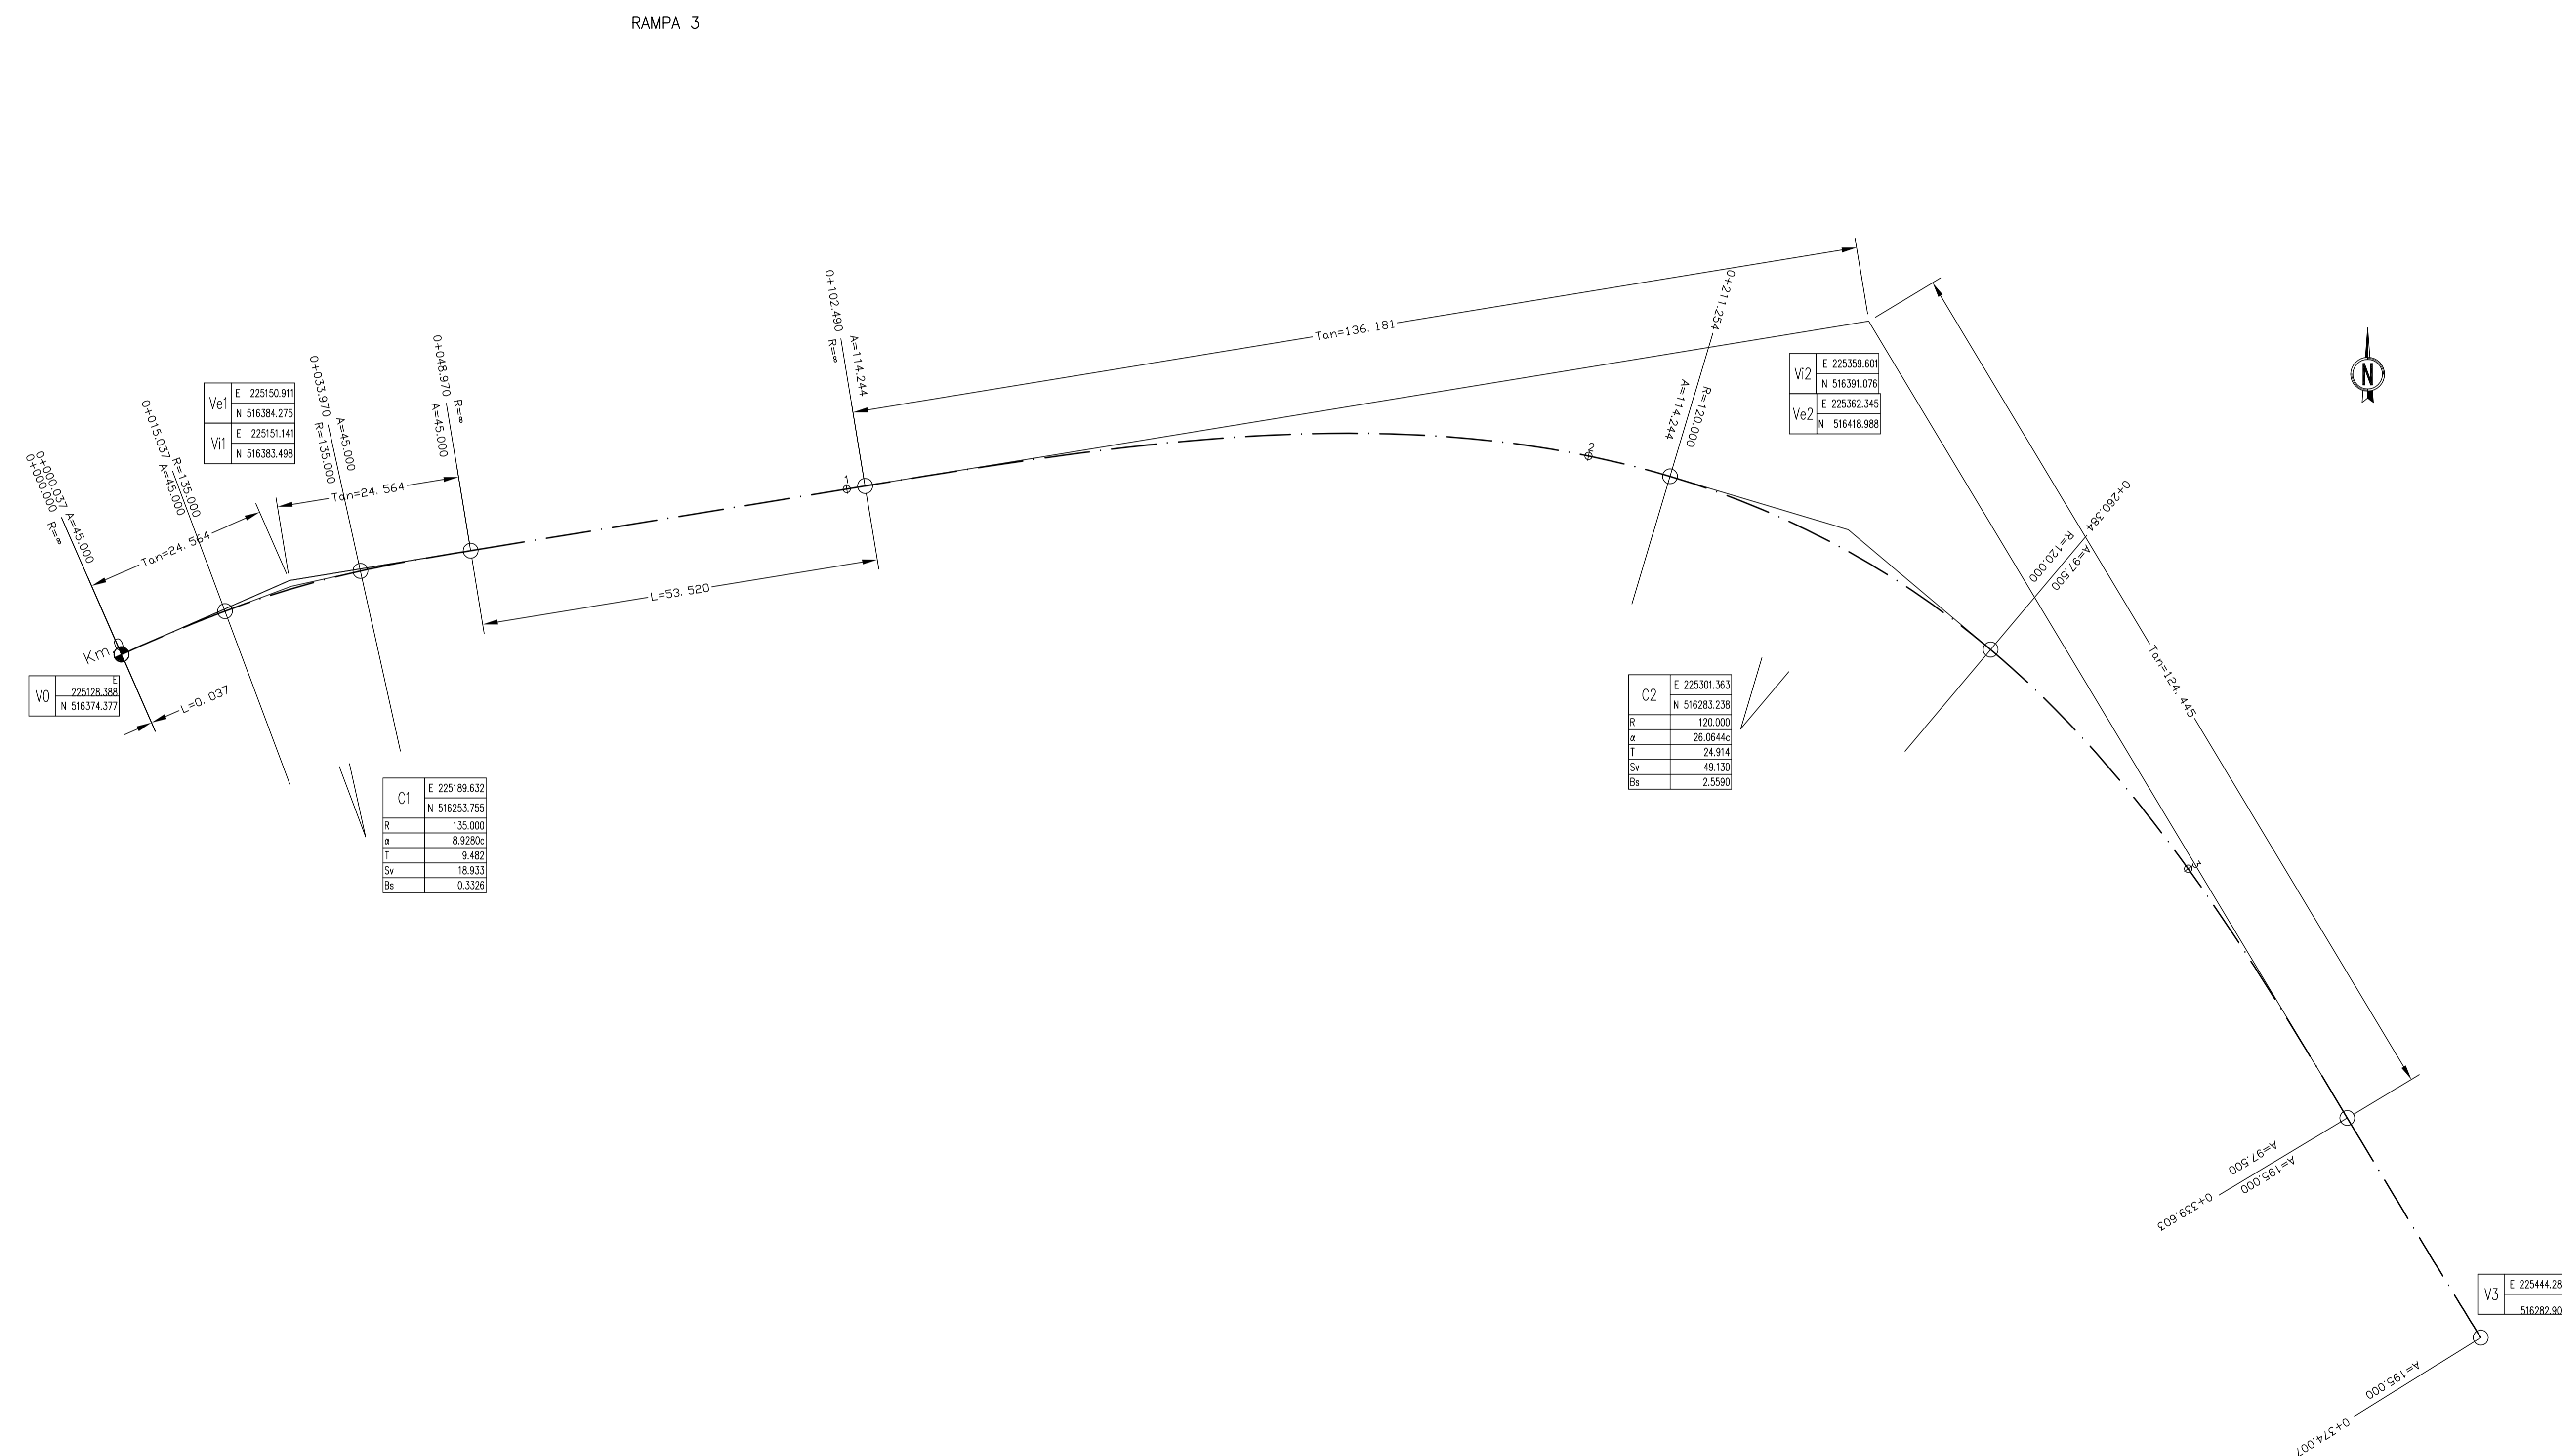 RAMPA 3
0+000.037 A=45.000
0+000.000 R=∞
Km
0
V0
E
225128.388
N 516374.377
L=0.037
Tan=24.564
0+015.037 A=45.000
R=135.000
Ve1
E 225150.911
N 516384.275
Vi1
E 225151.141
N 516383.498
Tan=24.564
0+033.970 R=135.000
A=45.000
0+048.970 R=∞
A=45.000
C1
E 225189.632
N 516253.755
R 135.000
α 8.9280c
T 9.482
Sv 18.933
Bs 0.3326
L=53.520
1
0+102.490 A=114.244
R=∞
Tan=136.181
2
0+211.254
A=114.244
R=120.000
Vi2
E 225359.601
N 516391.076
Ve2
E 225362.345
N 516418.988
C2
E 225301.363
N 516283.238
R 120.000
α 26.0644c
T 24.914
Sv 49.130
Bs 2.5590
0+260.384
R=120.000
A=97.500
Tan=124.445
3
N
A=97.500
0+339.603
A=195.000
V3
E 225444.28
516282.90
A=195.000
0+374.007